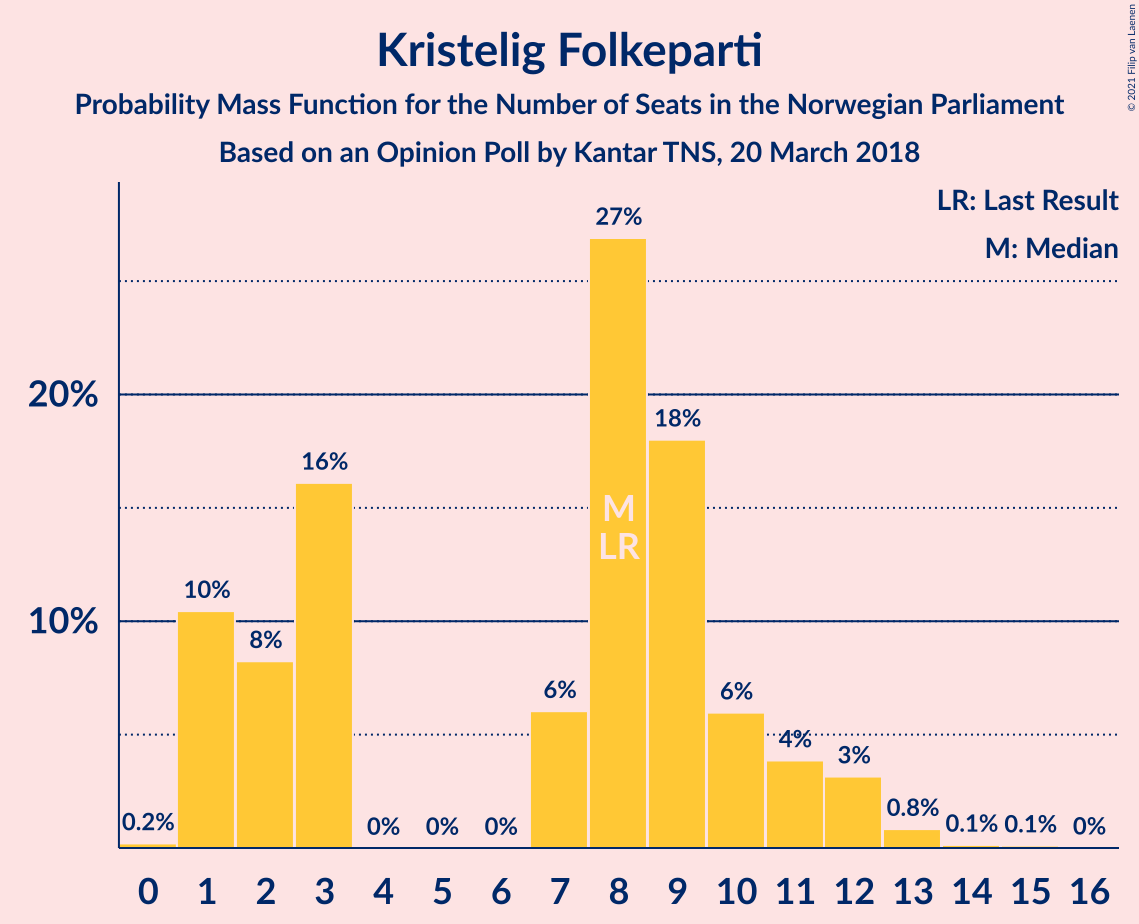 Kristelig Folkeparti
Probability Mass Function for the Number of Seats in the Norwegian Parliament
Based on an Opinion Poll by Kantar TNS, 20 March 2018
© 2021 Filip van Laenen
LR: Last Result
M: Median
27%
20%
18%
16%
M
LR
10%
10%
8%
6%
6%
4%
3%
0.2%
0%
0%
0%
0.8%
0.1%
0.1%
0%
0 1 2 3 4 5 6 7 8 9 10 11 12 13 14 15 16